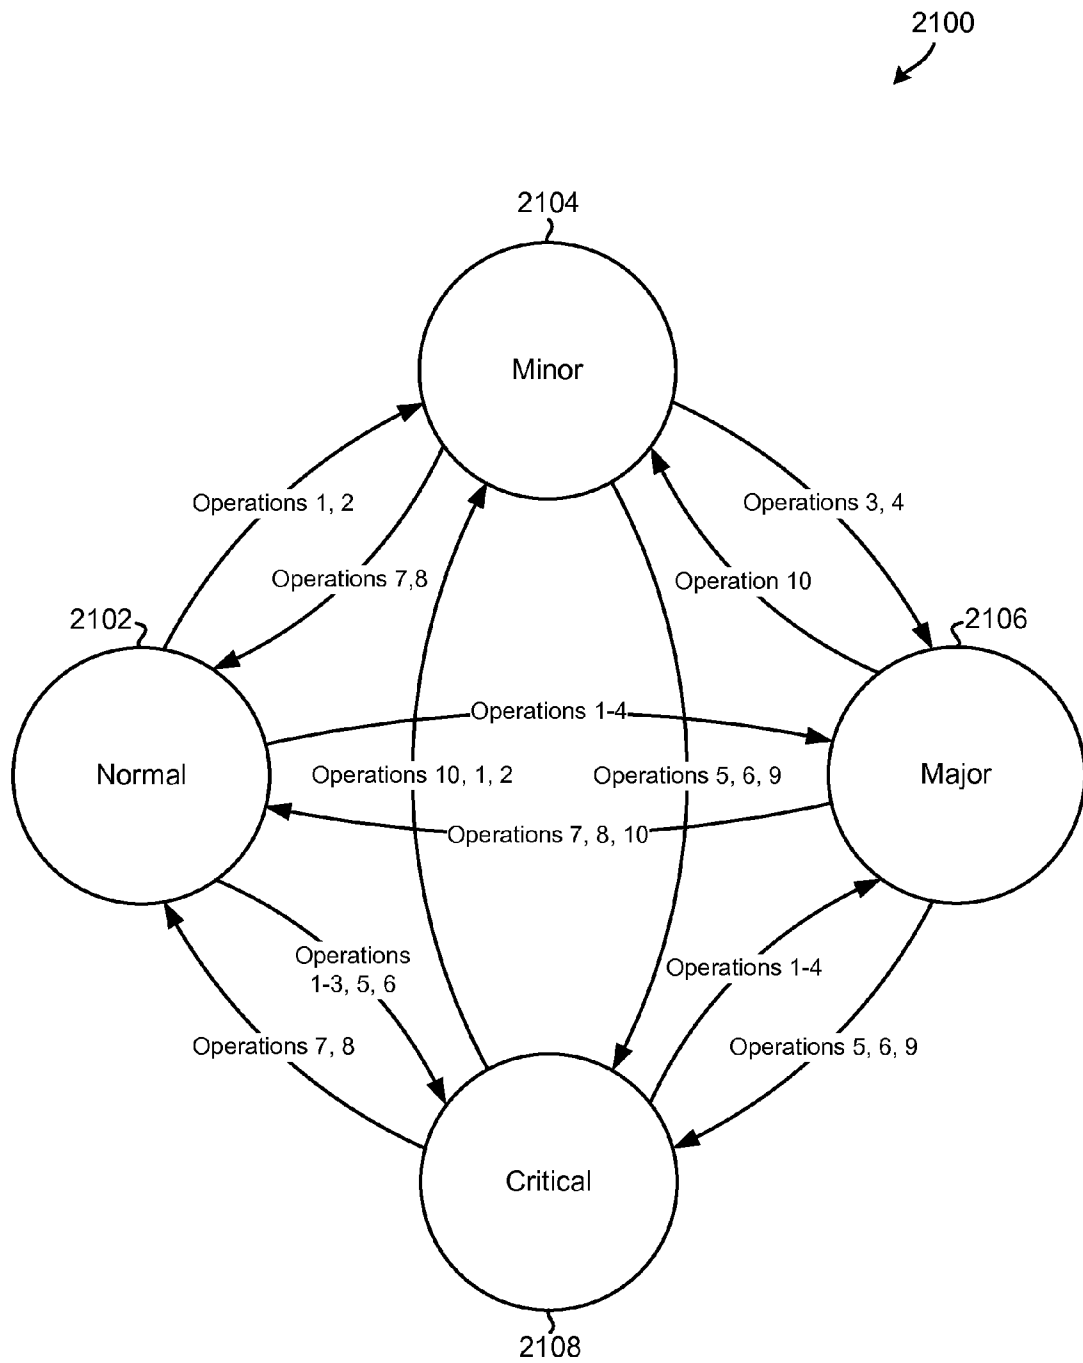 2100
2104
Minor
Operations 1, 2
Operations 3, 4
Operations 7,8
Operation 10
2102
2106
Operations 1-4
Normal
Operations 10, 1, 2
Operations 5, 6, 9
Major
Operations 7, 8, 10
Operations
1-3, 5, 6
Operations 1-4
Operations 7, 8
Operations 5, 6, 9
Critical
2108